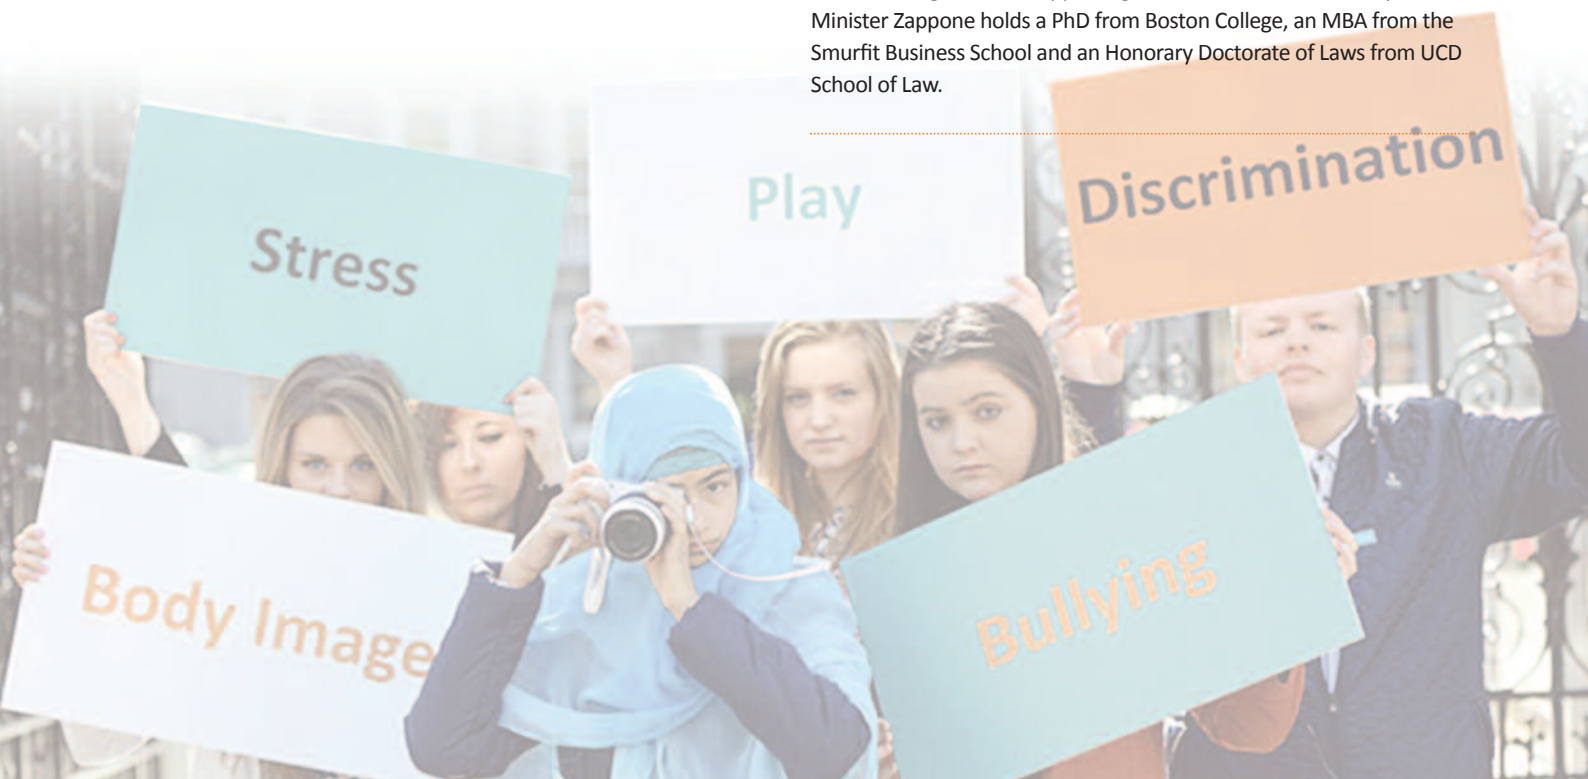 Minister Zappone holds a PhD from Boston College, an MBA from the
Smurfit Business School and an Honorary Doctorate of Laws from UCD
School of Law.
Stress
Play
Discrimination
Body Image
Bullying